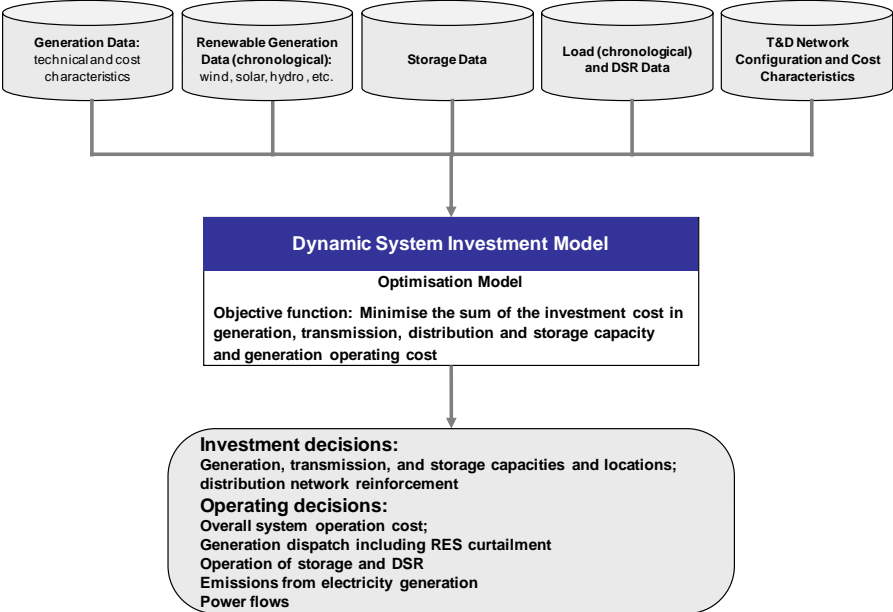 Generation Data:
technical and cost
characteristics
Renewable Generation
Data (chronological):
wind, solar, hydro , etc.
Storage Data
Load (chronological)
and DSR Data
T&D Network
Configuration and Cost
Characteristics
Dynamic System Investment Model
Optimisation Model
Objective function: Minimise the sum of the investment cost in
generation, transmission, distribution and storage capacity
and generation operating cost
Investment decisions:
Generation, transmission, and storage capacities and locations;
distribution network reinforcement
Operating decisions:
Overall system operation cost;
Generation dispatch including RES curtailment
Operation of storage and DSR
Emissions from electricity generation
Power flows